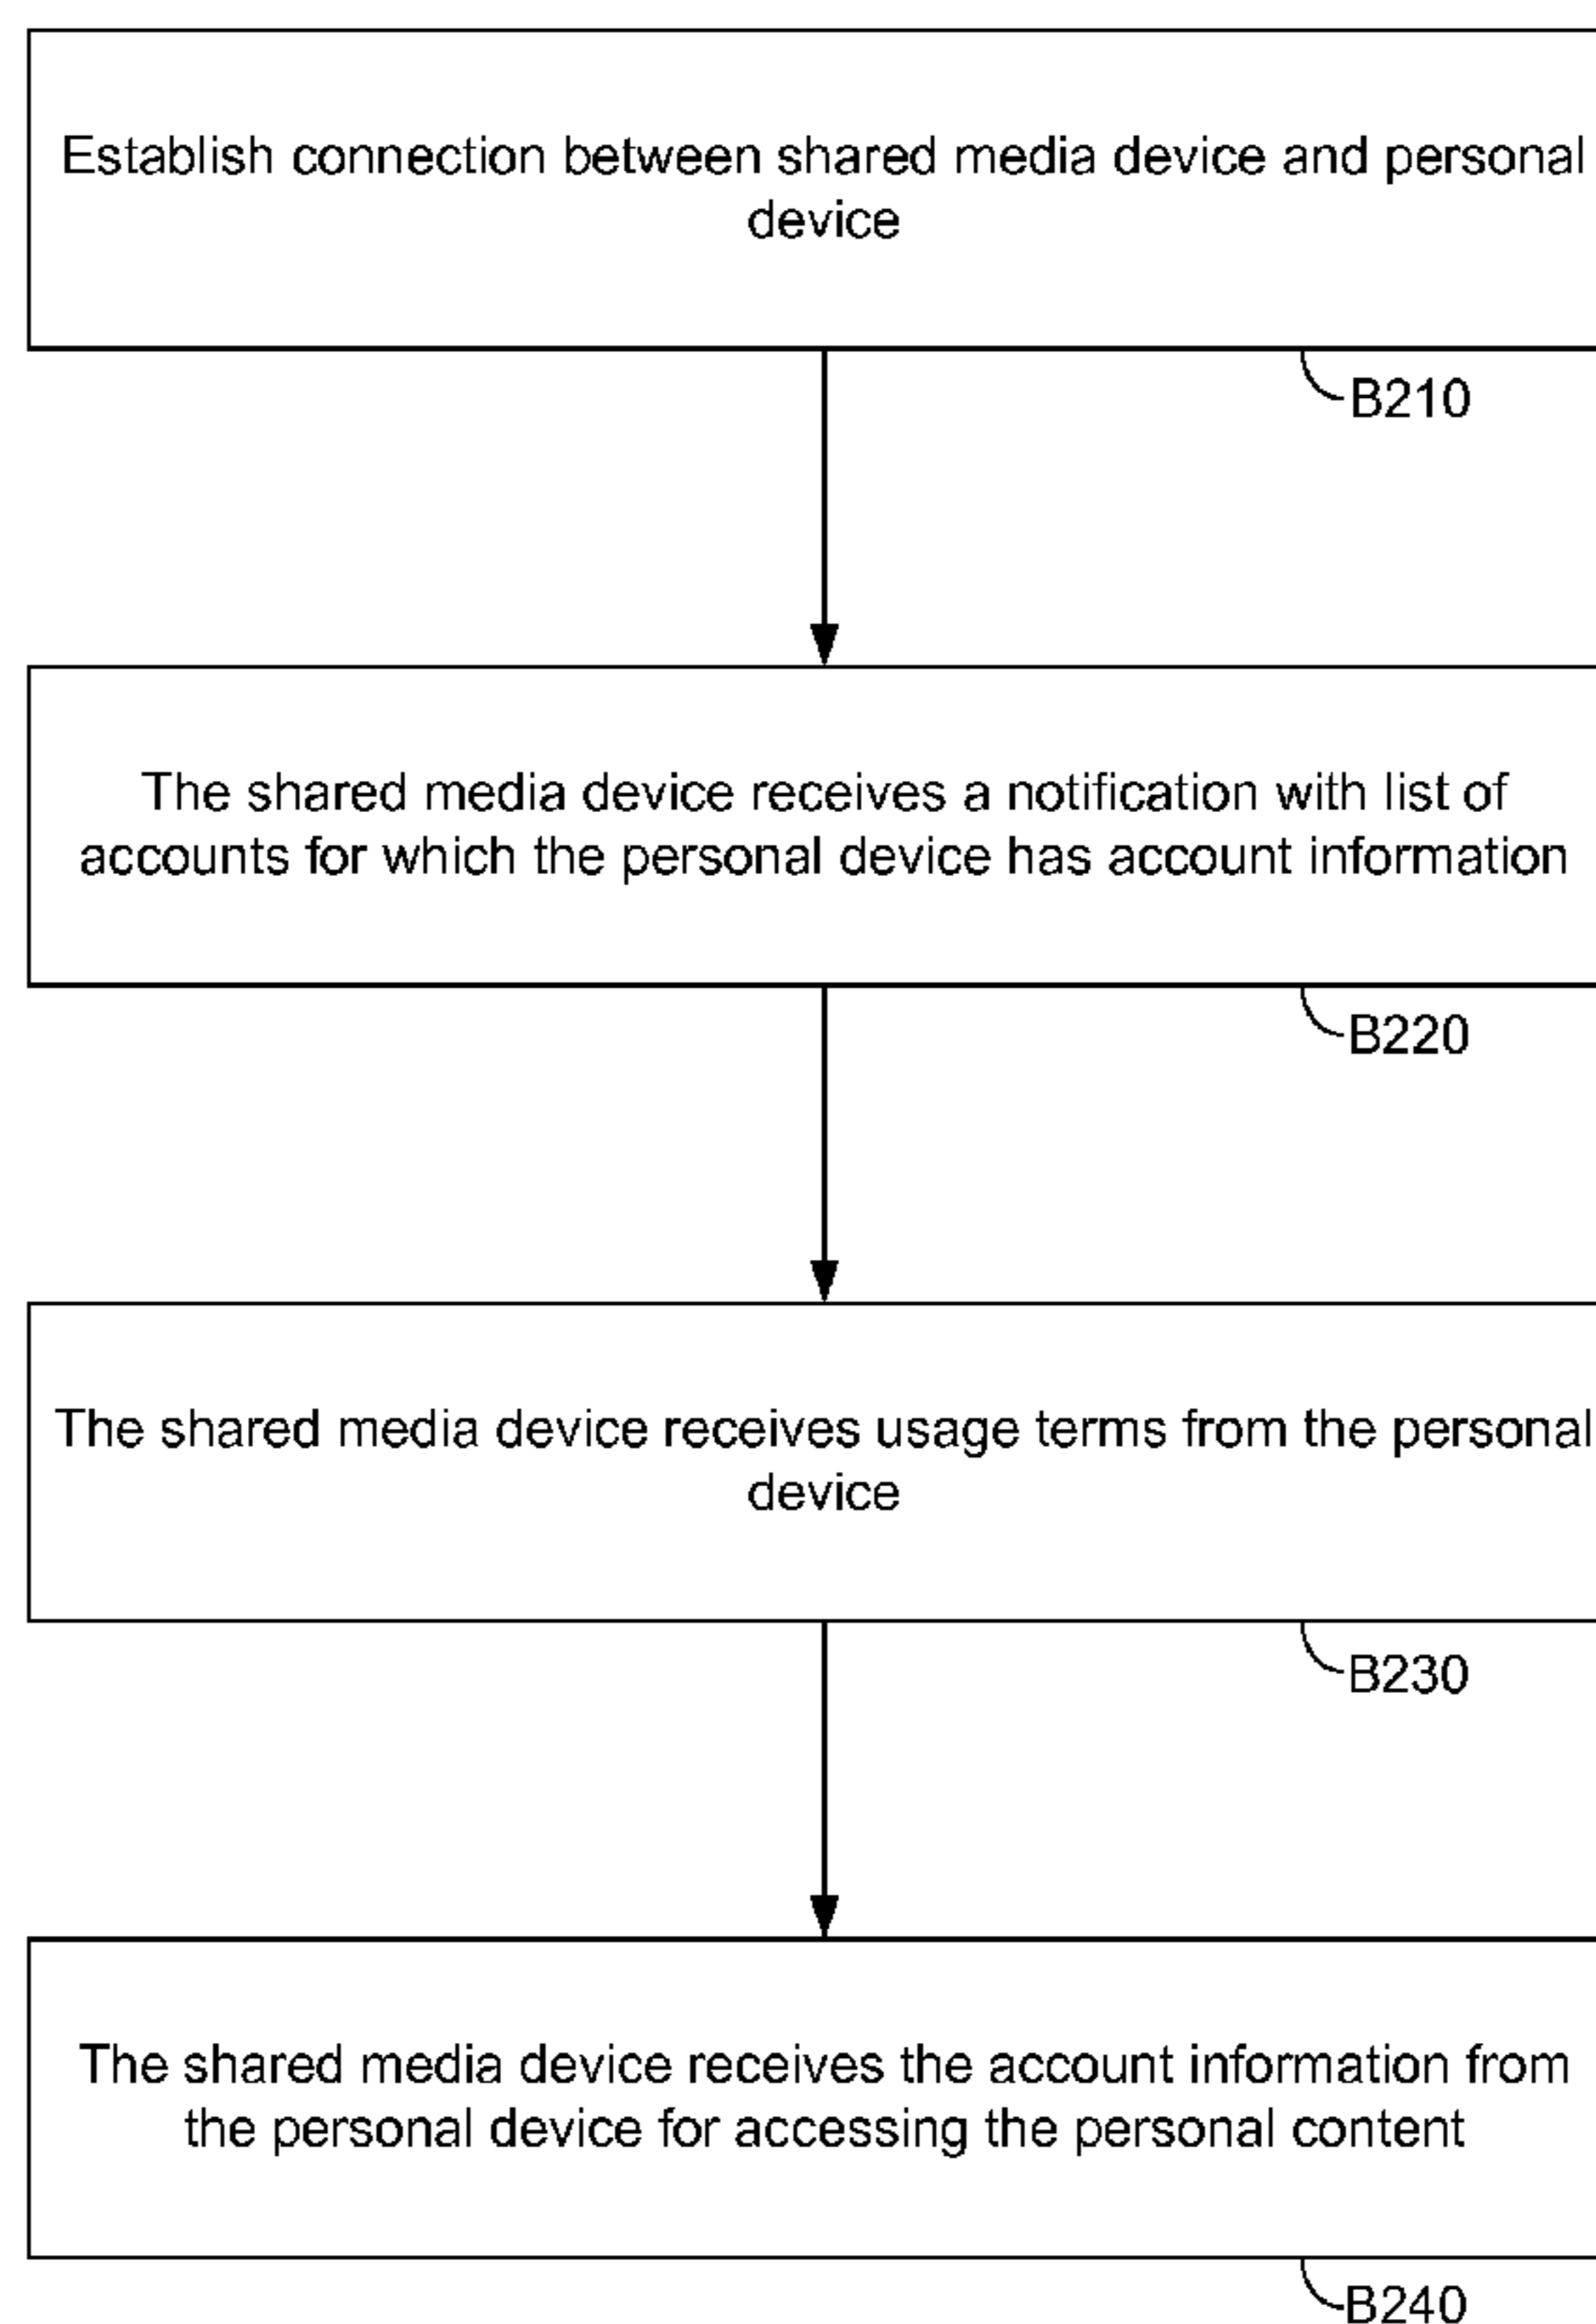 Establish connection between shared media device and personal
device
B210
The shared media device receives a notification with list of
accounts for which the personal device has account information
B220
The shared media device receives usage terms from the personal
device
B230
The shared media device receives the account information from
the personal device for accessing the personal content
B240